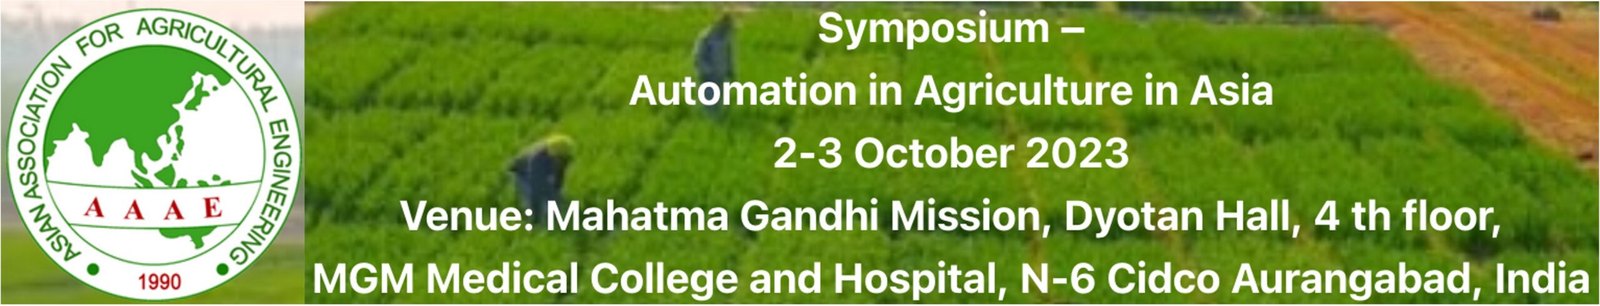 ASIAN ASSOCIATION FOR AGRICULTURAL ENGINEERING
A A A E
1990
Symposium –
Automation in Agriculture in Asia
2-3 October 2023
Venue: Mahatma Gandhi Mission, Dyotan Hall, 4 th floor,
MGM Medical College and Hospital, N-6 Cidco Aurangabad, India